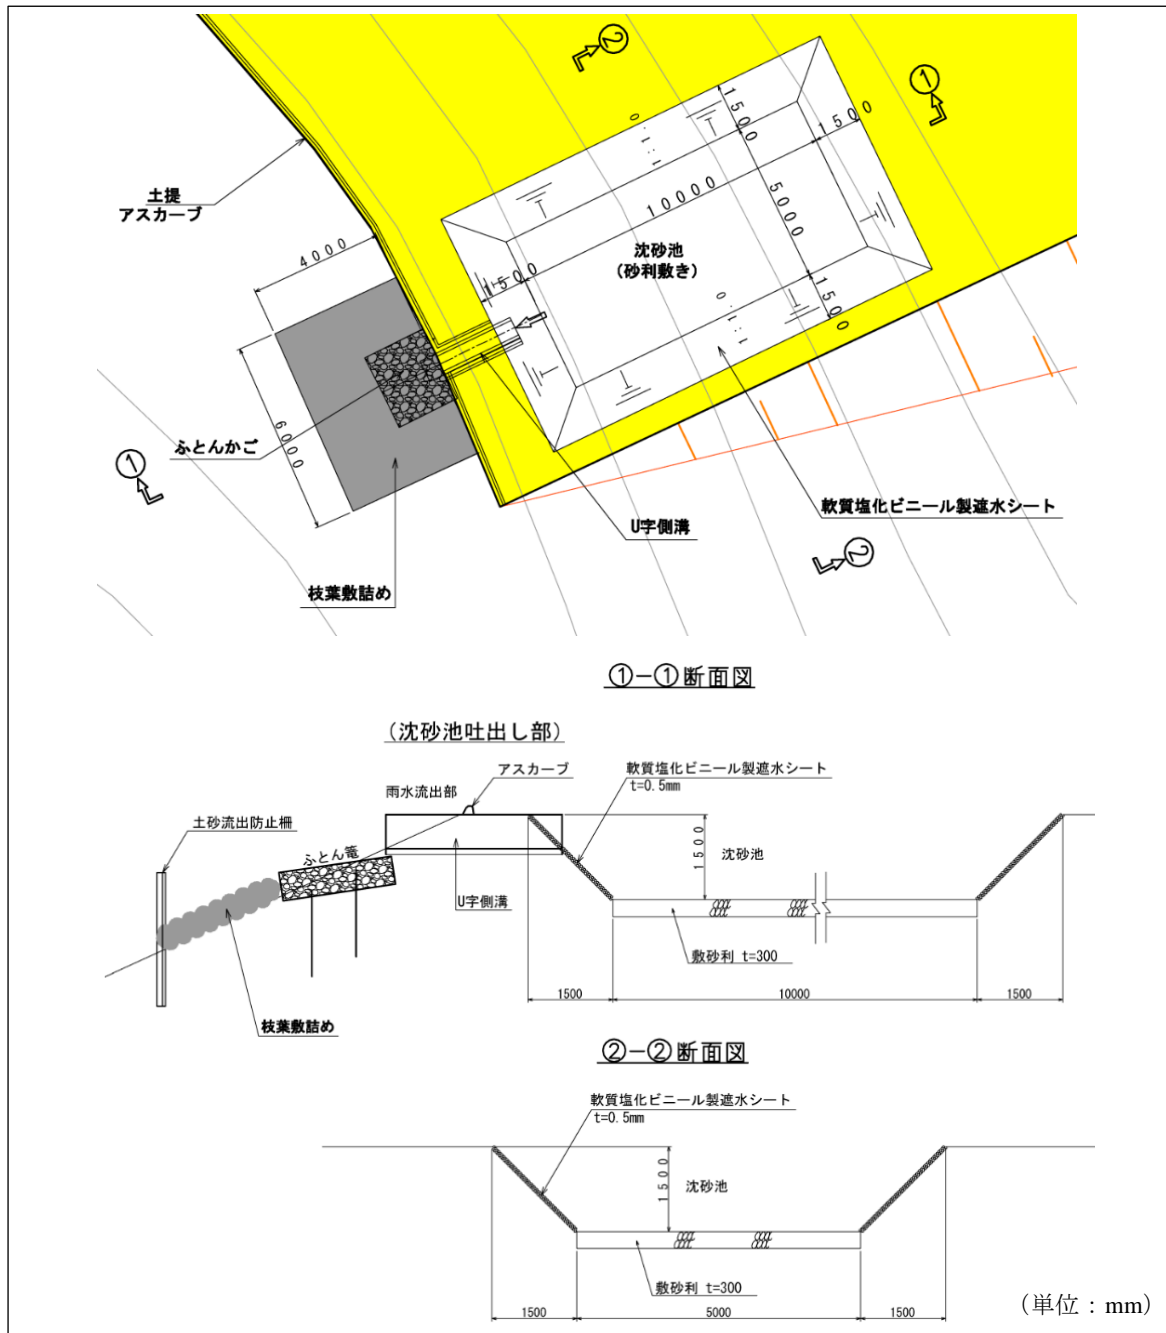 ②
①
1500
1500
1:1.0
10000
5000
土提
アスカーブ
4000
沈砂池
(砂利敷き)
1500
1500
1:1.0
6000
ふとんかご
①
U字側溝
軟質塩化ビニール製遮水シート
②
枝葉敷詰め
①-①断面図
(沈砂池吐出し部)
アスカーブ
軟質塩化ビニール製遮水シート
t=0.5mm
雨水流出部
土砂流出防止柵
1500
沈砂池
ふとん篭
U字側溝
敷砂利 t=300
1500
10000
1500
枝葉敷詰め
②-②断面図
軟質塩化ビニール製遮水シート
t=0.5mm
1500
沈砂池
敷砂利 t=300
1500
5000
1500
(単位:mm)